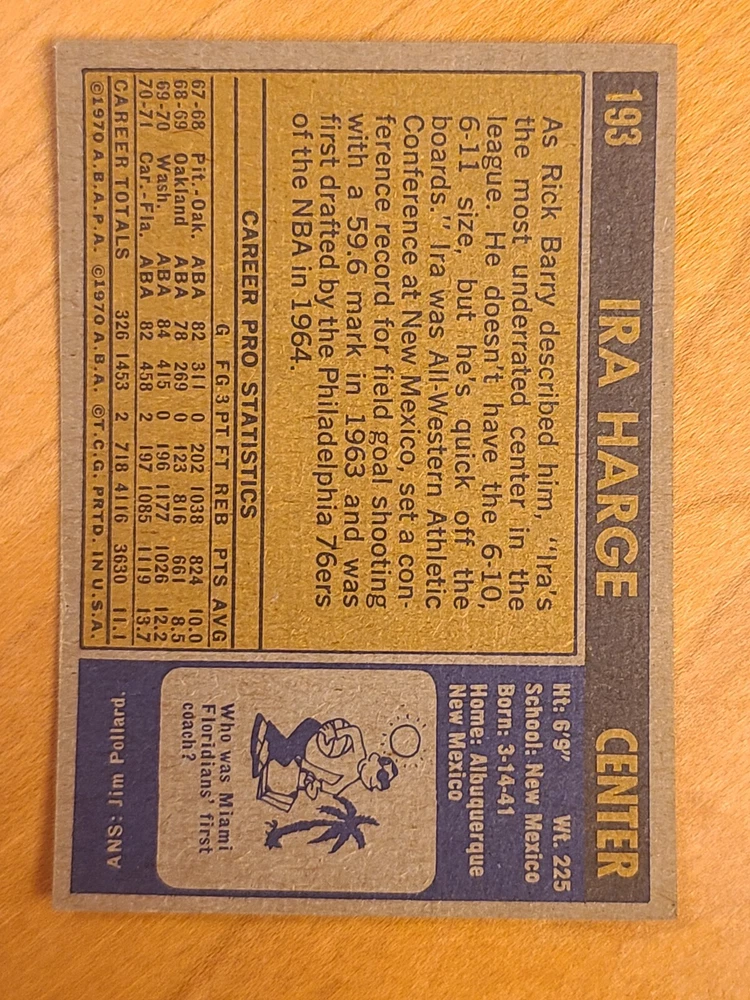 193 IRA HARGE CENTER
As Rick Barry described him, "Ira's
the most underrated center in the
league. He doesn't have the 6-10,
6-11 size, but he's quick off the
boards." Ira was All-Western Athletic
Conference at New Mexico, set a con-
ference record for field goal shooting
with a 59.6 mark in 1963 and was
first drafted by the Philadelphia 76ers
of the NBA in 1964.
CAREER PRO STATISTICS
G FG 3PT FT REB PTS AVG
67-68 Pit.-Oak. ABA 82 311 0 202 1038 824 10.0
68-69 Oakland ABA 78 269 0 123 816 661 8.5
69-70 Wash. ABA 84 415 0 196 1177 1026 12.2
70-71 Car.-Fla. ABA 82 458 2 197 1085 1119 13.7
CAREER TOTALS 326 1453 2 718 4116 3630 11.1
©1970 A.B.A.P.A. ©1970 A.B.A. ©T.C.G. PRTD. IN U.S.A.
Ht: 6'9" Wt. 225
School: New Mexico
Born: 3-14-41
Home: Albuquerque
New Mexico
Who was Miami
Floridians' first
coach?
ANS: Jim Pollard.